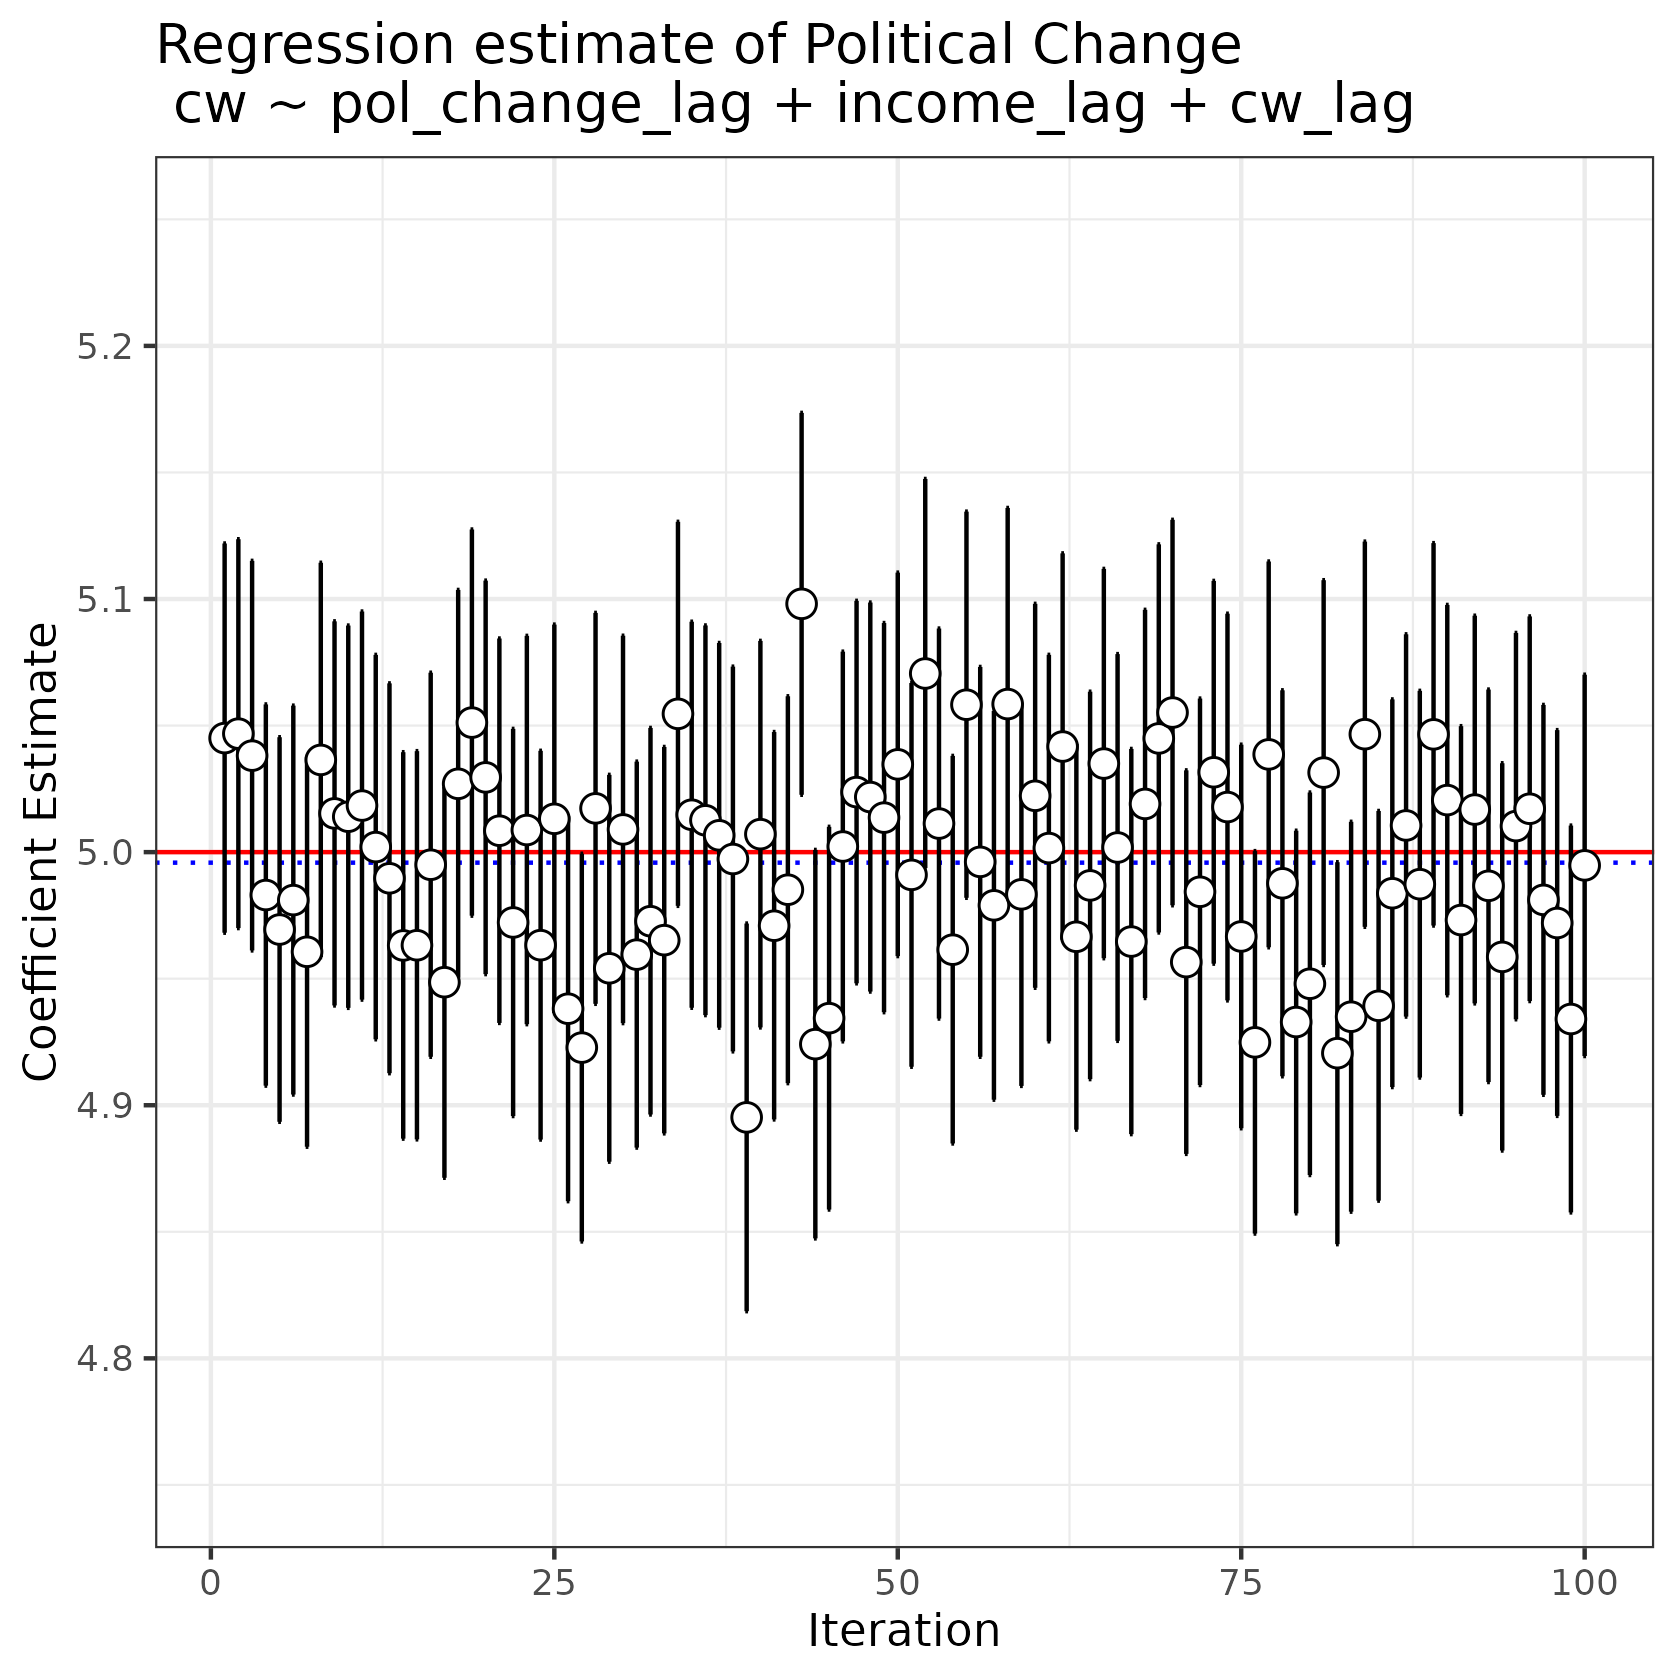 Regression estimate of Political Change
cw ~ pol_change_lag + income_lag + cw_lag
5.2
5.1
5.0
4.9
4.8
Coefficient Estimate
0 25 50 75 100
Iteration